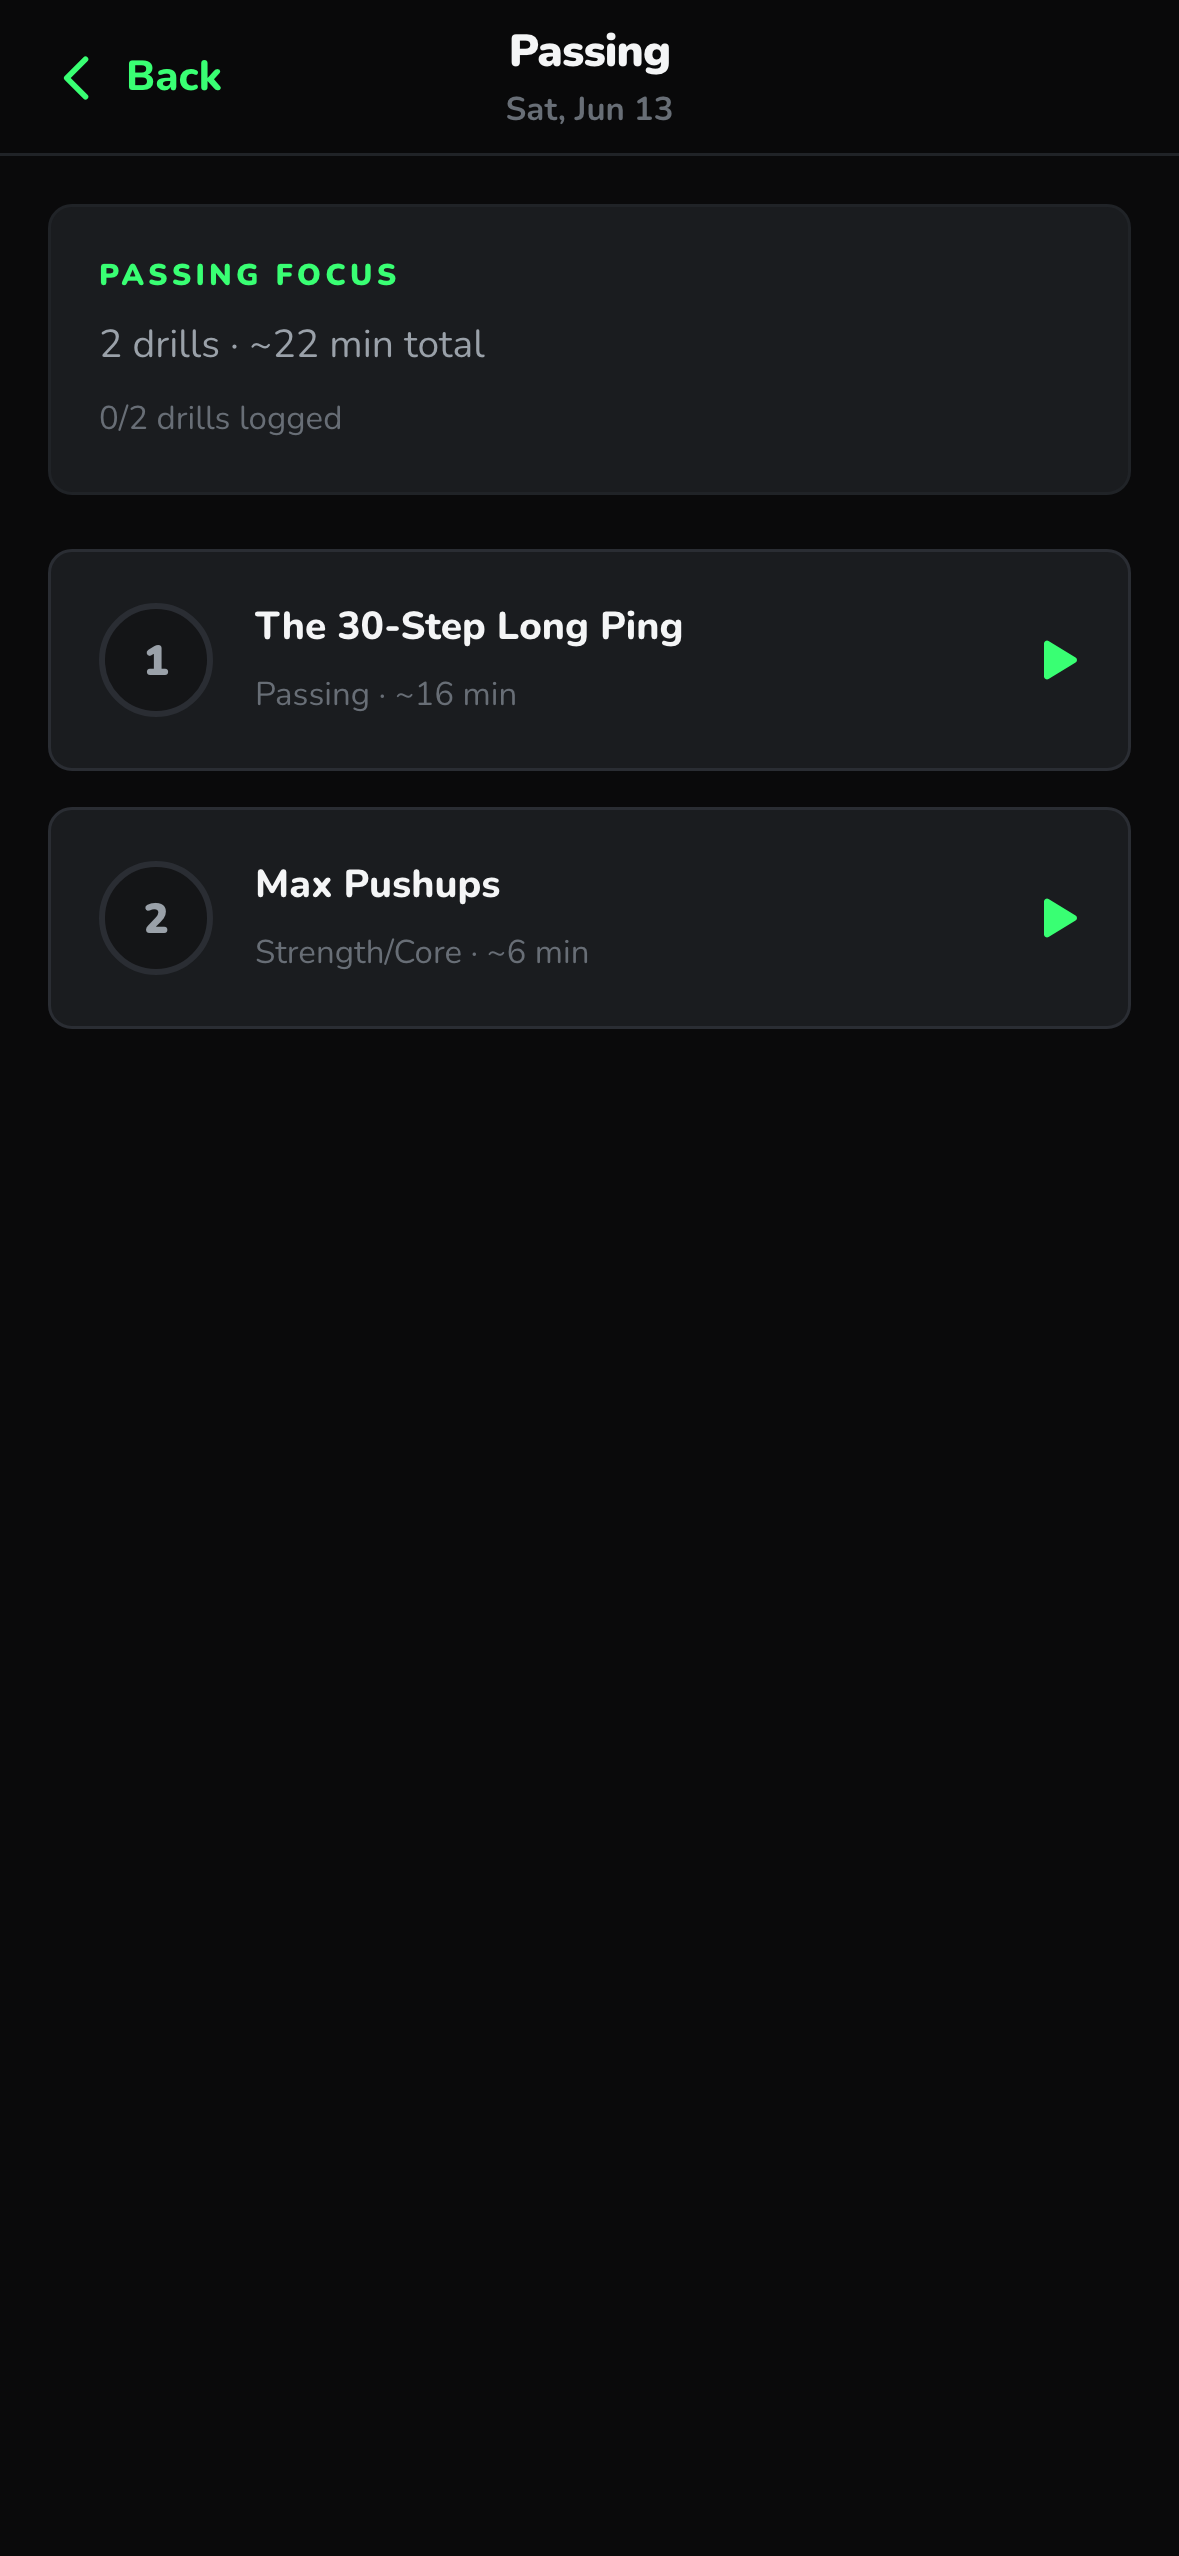 Back
Passing
Sat, Jun 13
PASSING FOCUS
2 drills · ~22 min total
0/2 drills logged
1
The 30-Step Long Ping
Passing · ~16 min
2
Max Pushups
Strength/Core · ~6 min